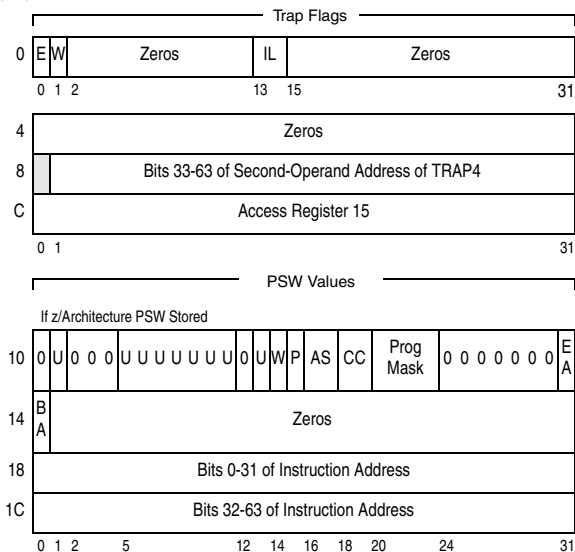 Trap Flags
0 E W Zeros IL Zeros
0 1 2 13 15 31
4 Zeros
8 Bits 33-63 of Second-Operand Address of TRAP4
C Access Register 15
0 1 31
PSW Values
If z/Architecture PSW Stored
10 0 U 0 0 0 U U U U U U U 0 U W P AS CC Prog Mask 0 0 0 0 0 0 0 E A
14 B A Zeros
18 Bits 0-31 of Instruction Address
1C Bits 32-63 of Instruction Address
0 1 2 5 12 14 16 18 20 24 31